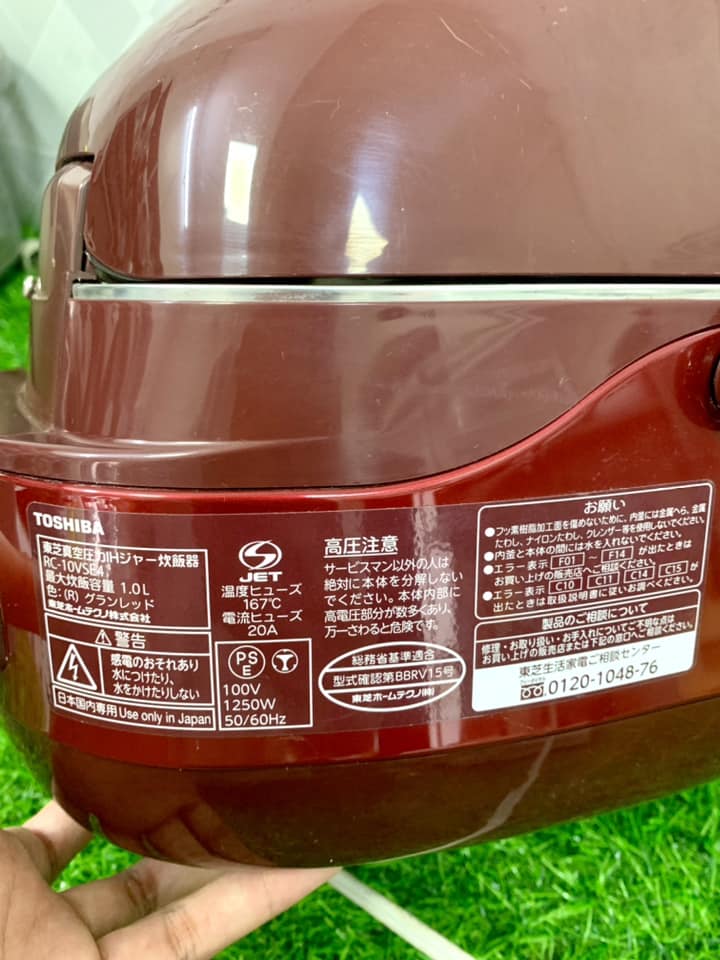 TOSHIBA
東芝真空圧力IHジャー炊飯器
RC-10VSE4
最大炊飯容量 1.0L
色：(R) グランレッド
東芝ホームテクノ株式会社
⚠警告
感電のおそれあり
水につけたり、
水をかけたりしない
日本国内専用 Use only in Japan
JET
温度ヒューズ
167℃
電流ヒューズ
20A
PS
E
100V
1250W
50/60Hz
高圧注意
サービスマン以外の人は
絶対に本体を分解しない
でください。本体内部に
高電圧部分が数多くあり、
万一さわると危険です。
総務省基準適合
型式確認第BBRV15号
東芝ホームテクノ(株)
お願い
●フッ素樹脂加工面を傷めないために、内釜には金属へら、金属
たわし、ナイロンたわし、クレンザー等を使用しないでください。
●内釜と本体の間には水を入れないでください。
●エラー表示 F01 F14 が出たときは
お買い上げの販売店へご相談ください。
●エラー表示 C10 C11 C14 C15 が
出たときは取扱説明書に従ってお調べください。
製品のご相談について
修理・お取り扱い・お手入れについてご不明な点は
お買い上げの販売店または下記の窓口へご相談ください。
東芝生活家電ご相談センター
0120-1048-76